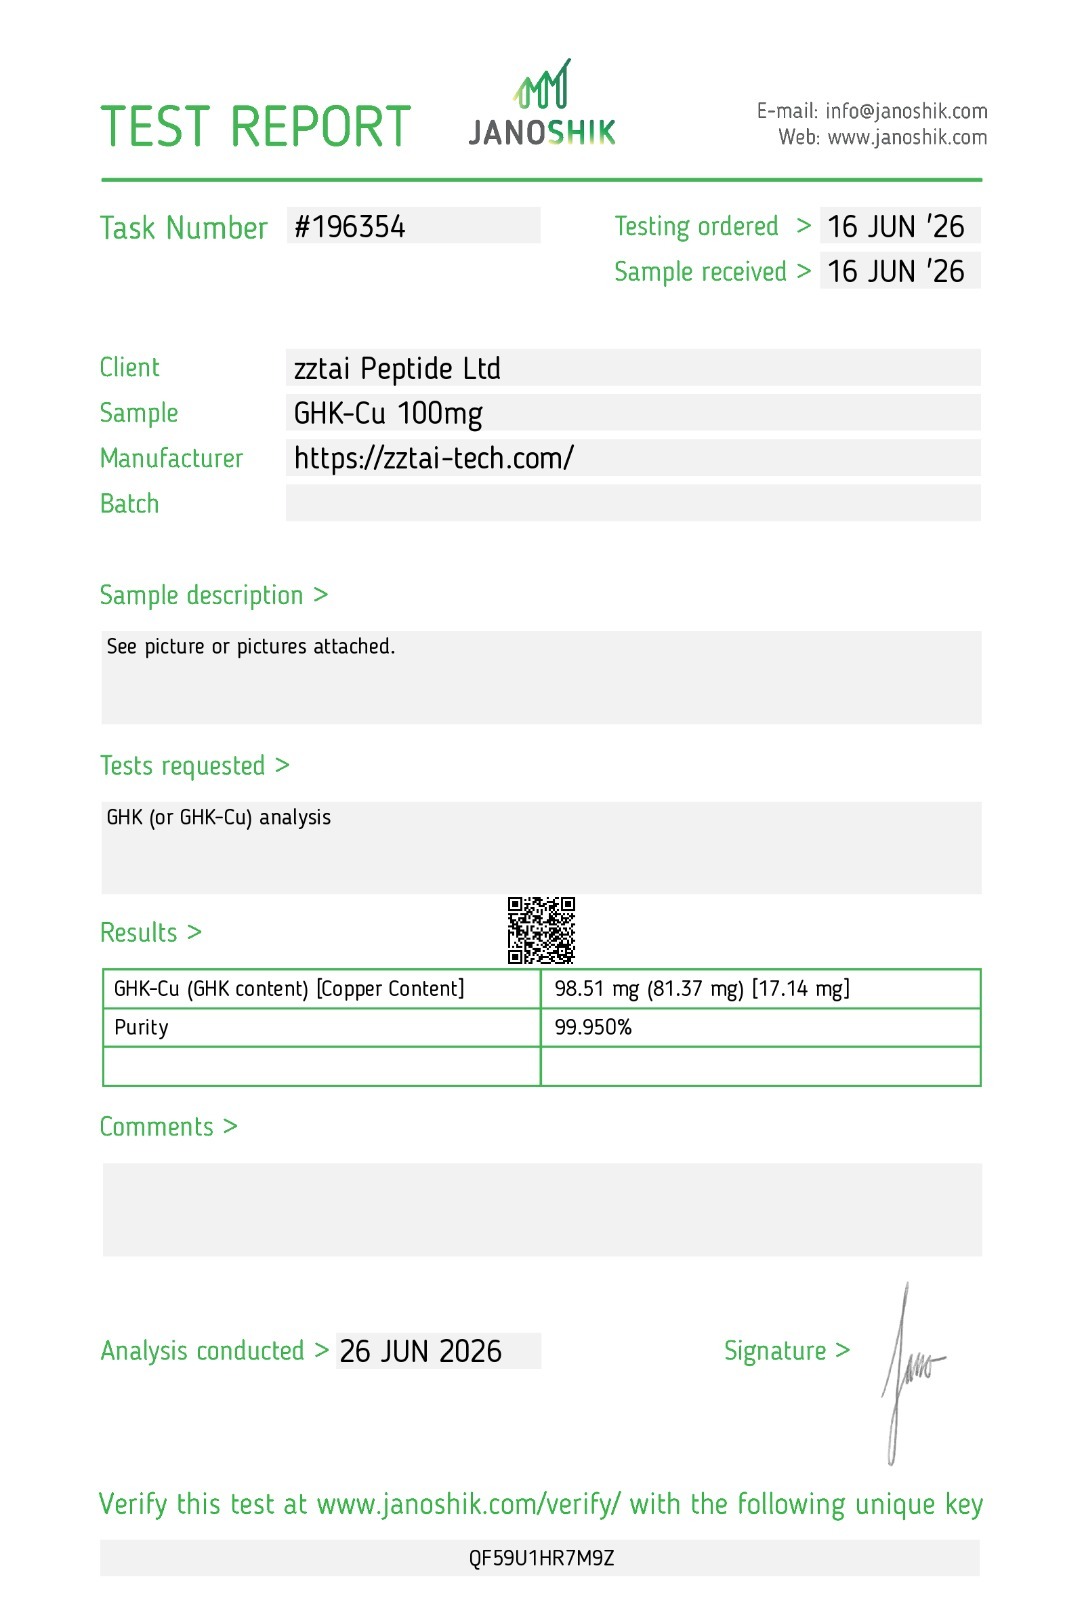 TEST REPORT
JANOSHIK
E-mail: info@janoshik.com
Web: www.janoshik.com
Task Number #196354
Testing ordered > 16 JUN '26
Sample received > 16 JUN '26
Client zztai Peptide Ltd
Sample GHK-Cu 100mg
Manufacturer https://zztai-tech.com/
Batch
Sample description >
See picture or pictures attached.
Tests requested >
GHK (or GHK-Cu) analysis
Results >
GHK-Cu (GHK content) [Copper Content] 98.51 mg (81.37 mg) [17.14 mg]
Purity 99.950%
Comments >
Analysis conducted > 26 JUN 2026
Signature > Jano
Verify this test at www.janoshik.com/verify/ with the following unique key
QF59U1HR7M9Z